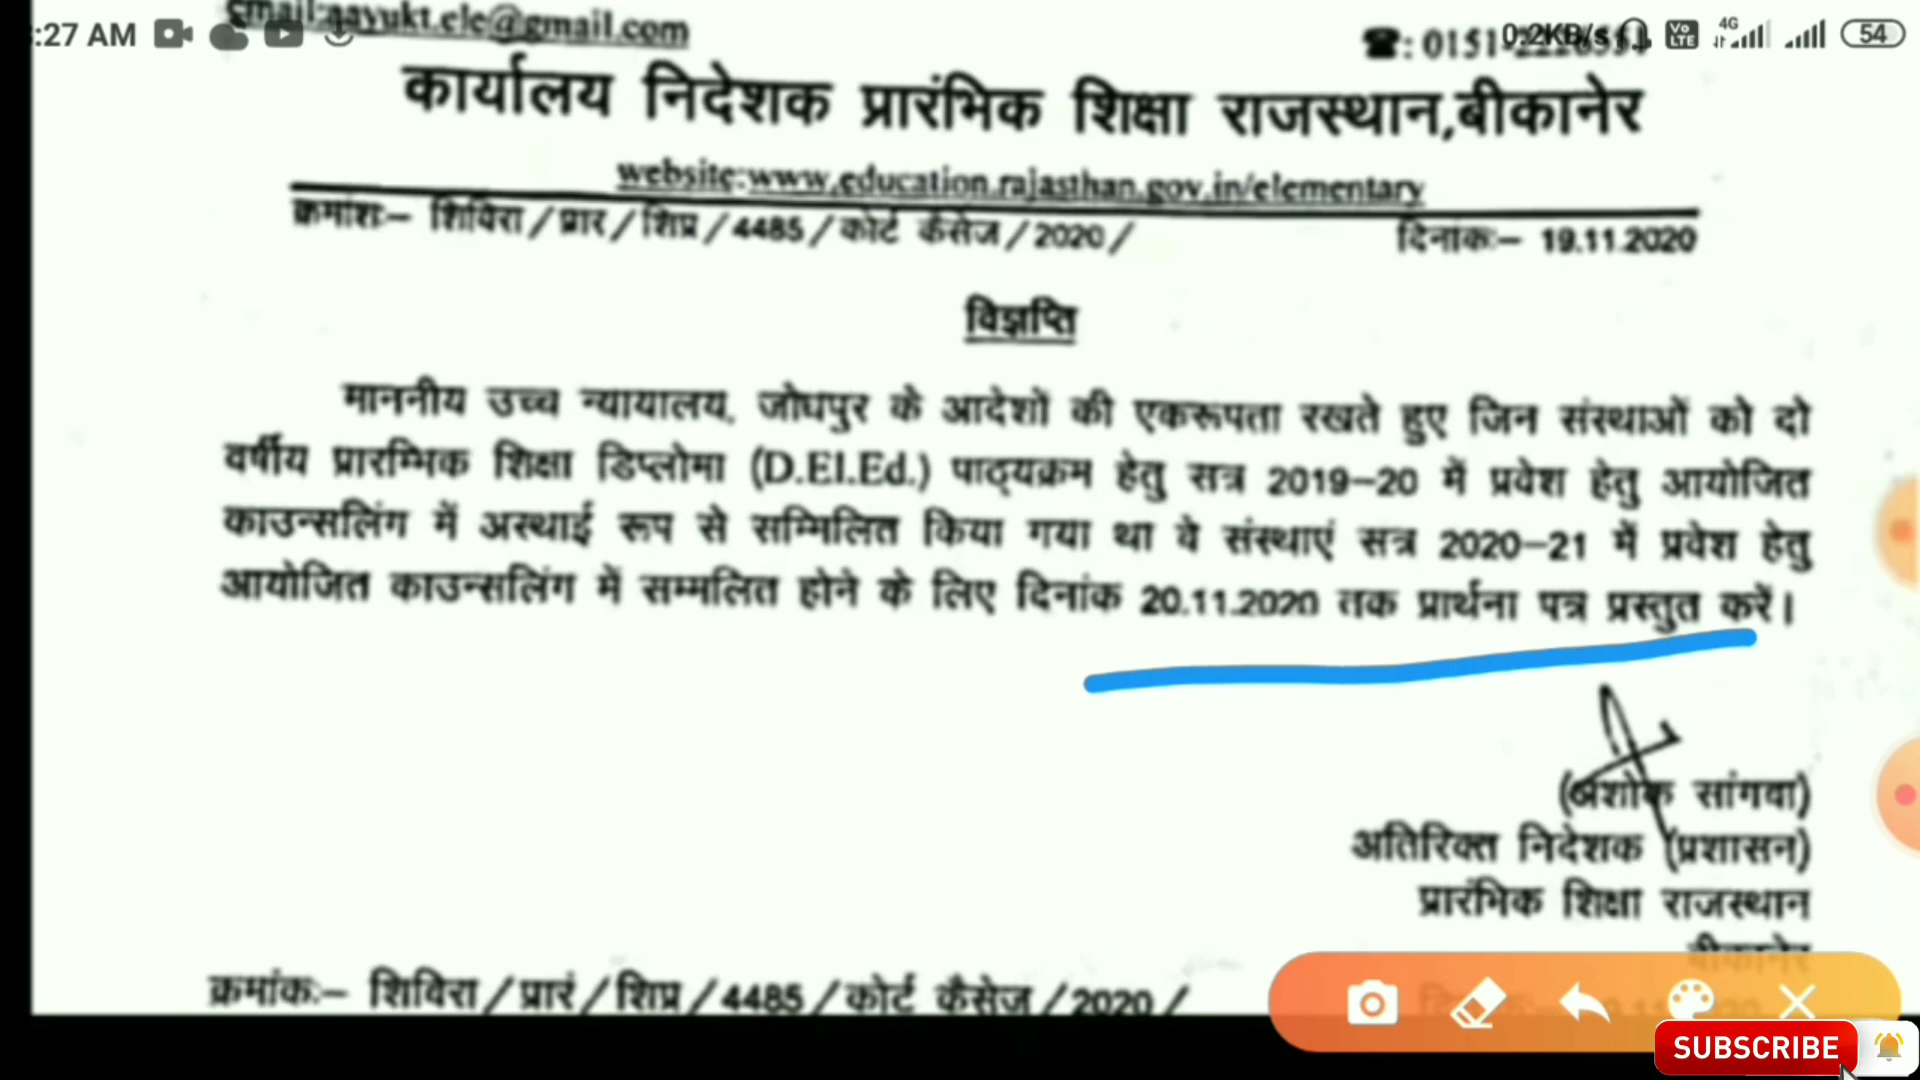 :27 AM
0.2KB/s
4G
Vo LTE
54
email:aayukt.ele@gmail.com
☎: 0151-
कार्यालय निदेशक प्रारंभिक शिक्षा राजस्थान,बीकानेर
website:www.education.rajasthan.gov.in/elementary
क्रमांशः– शिविरा/प्रार/शिप्र/4485/कोर्ट कैसेज/2020/ दिनांकः– 19.11.2020
विज्ञप्ति
माननीय उच्च न्यायालय, जोधपुर के आदेशों की एकरूपता रखते हुए जिन संस्थाओं को दो
वर्षीय प्रारम्भिक शिक्षा डिप्लोमा (D.El.Ed.) पाठ्यक्रम हेतु सत्र 2019–20 में प्रवेश हेतु आयोजित
काउन्सलिंग में अस्थाई रूप से सम्मिलित किया गया था वे संस्थाएं सत्र 2020–21 में प्रवेश हेतु
आयोजित काउन्सलिंग में सम्मलित होने के लिए दिनांक 20.11.2020 तक प्रार्थना पत्र प्रस्तुत करें।
(अशोक सांगवा)
अतिरिक्त निदेशक (प्रशासन)
प्रारंभिक शिक्षा राजस्थान
बीकानेर
क्रमांकः– शिविरा/प्रारं/शिप्र/4485/कोर्ट कैसेज/2020/
SUBSCRIBE